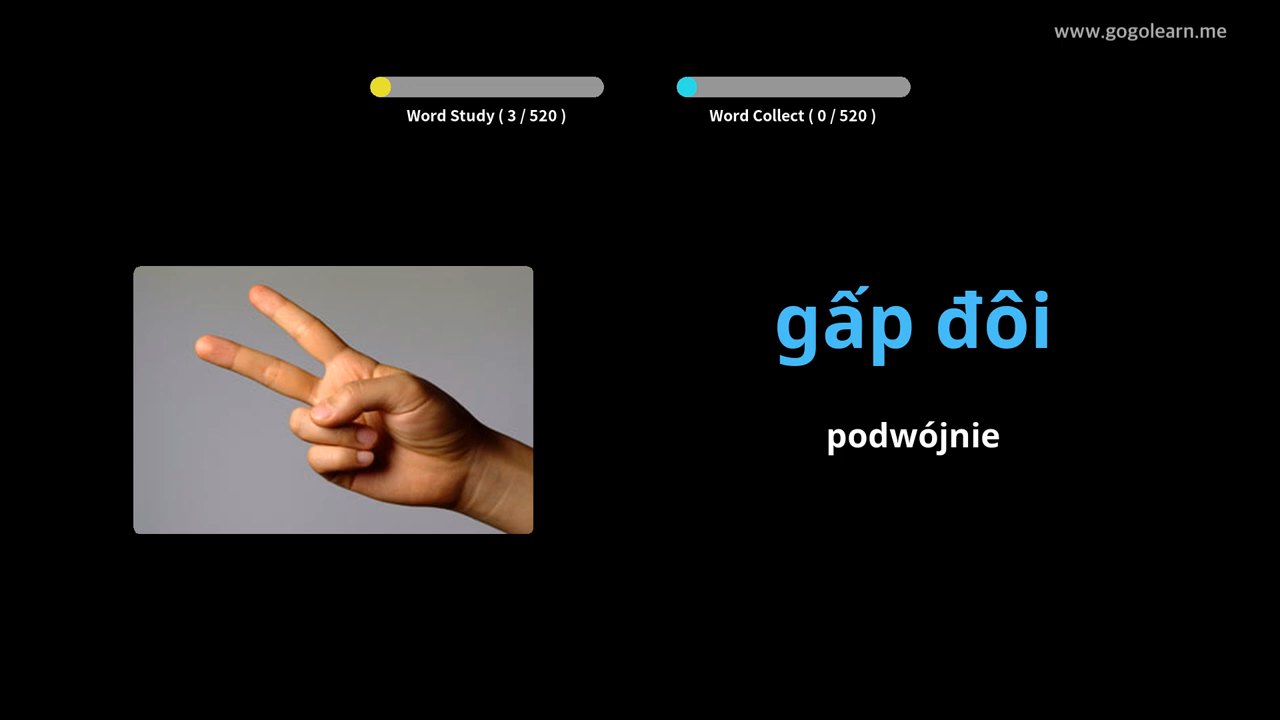 www.gogolearn.me
Word Study ( 3 / 520 )
Word Collect ( 0 / 520 )
gấp đôi
podwójnie